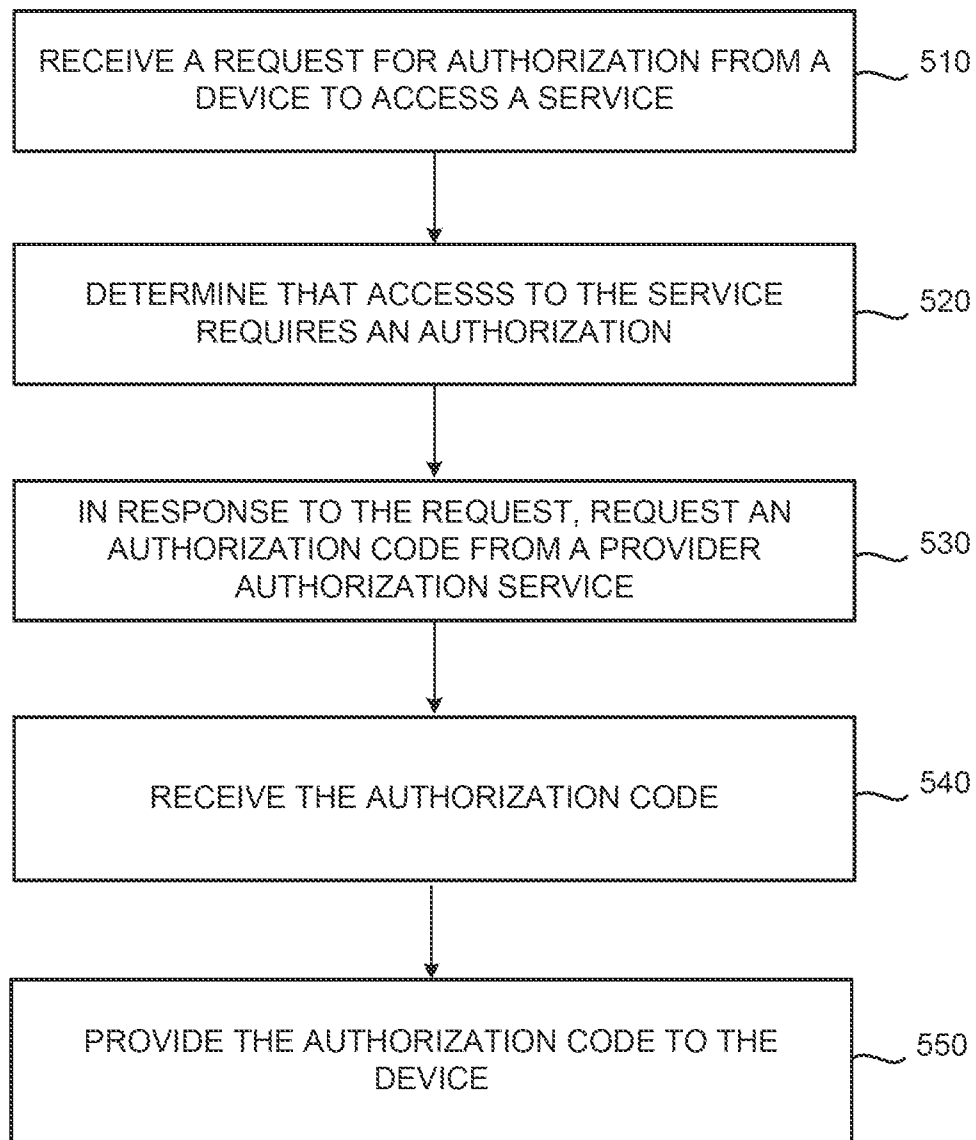 RECEIVE A REQUEST FOR AUTHORIZATION FROM A
DEVICE TO ACCESS A SERVICE
510
DETERMINE THAT ACCESSS TO THE SERVICE
REQUIRES AN AUTHORIZATION
520
IN RESPONSE TO THE REQUEST, REQUEST AN
AUTHORIZATION CODE FROM A PROVIDER
AUTHORIZATION SERVICE
530
RECEIVE THE AUTHORIZATION CODE
540
PROVIDE THE AUTHORIZATION CODE TO THE
DEVICE
550